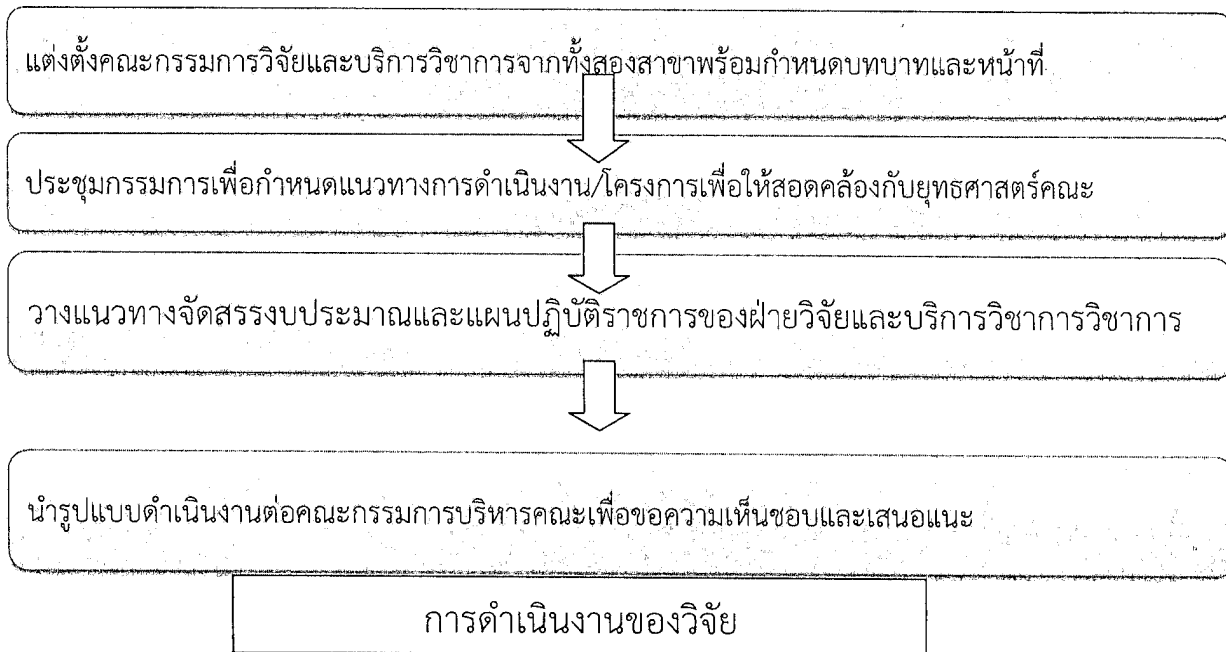 แต่งตั้งคณะกรรมการวิจัยและบริการวิชาการจากทั้งสองสาขาพร้อมกำหนดบทบาทและหน้าที่
ประชุมกรรมการเพื่อกำหนดแนวทางการดำเนินงาน/โครงการเพื่อให้สอดคล้องกับยุทธศาสตร์คณะ
วางแนวทางจัดสรรงบประมาณและแผนปฏิบัติราชการของฝ่ายวิจัยและบริการวิชาการวิชาการ
นำรูปแบบดำเนินงานต่อคณะกรรมการบริหารคณะเพื่อขอความเห็นชอบและเสนอแนะ
การดำเนินงานของวิจัย